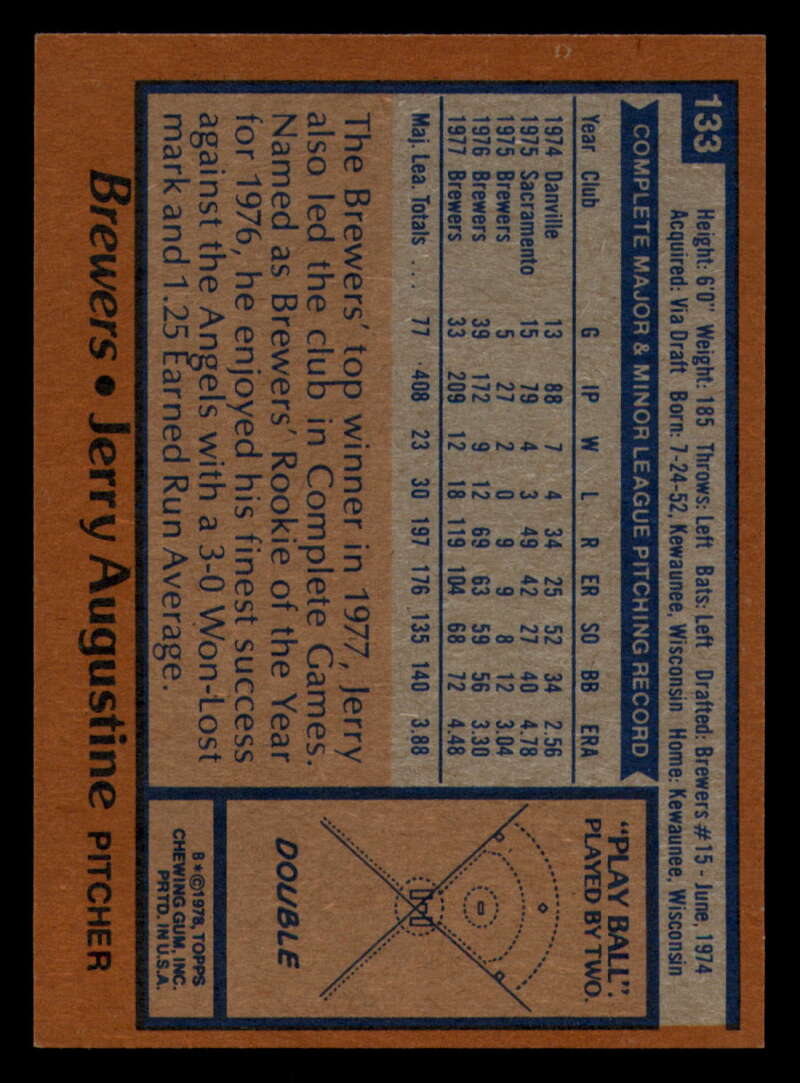 133
Height: 6'0" Weight: 185 Throws: Left Bats: Left Drafted: Brewers #15 - June, 1974
Acquired: Via Draft Born: 7-24-52, Kewaunee, Wisconsin Home: Kewaunee, Wisconsin
COMPLETE MAJOR & MINOR LEAGUE PITCHING RECORD
Year Club G IP W L R ER SO BB ERA
1974 Danville 13 88 7 4 34 25 52 34 2.56
1975 Sacramento 15 79 4 3 49 42 27 40 4.78
1975 Brewers 5 27 2 0 9 9 8 12 3.04
1976 Brewers 39 172 9 12 69 63 59 56 3.30
1977 Brewers 33 209 12 18 119 104 68 72 4.48
Maj. Lea. Totals .... 77 408 23 30 197 176 135 140 3.88
The Brewers' top winner in 1977, Jerry
also led the club in Complete Games.
Named as Brewers' Rookie of the Year
for 1976, he enjoyed his finest success
against the Angels with a 3-0 Won-Lost
mark and 1.25 Earned Run Average.
"PLAY BALL".
PLAYED BY TWO.
DOUBLE
B*©1978, TOPPS
CHEWING GUM, INC.
PRTD. IN U.S.A.
Brewers • Jerry Augustine PITCHER